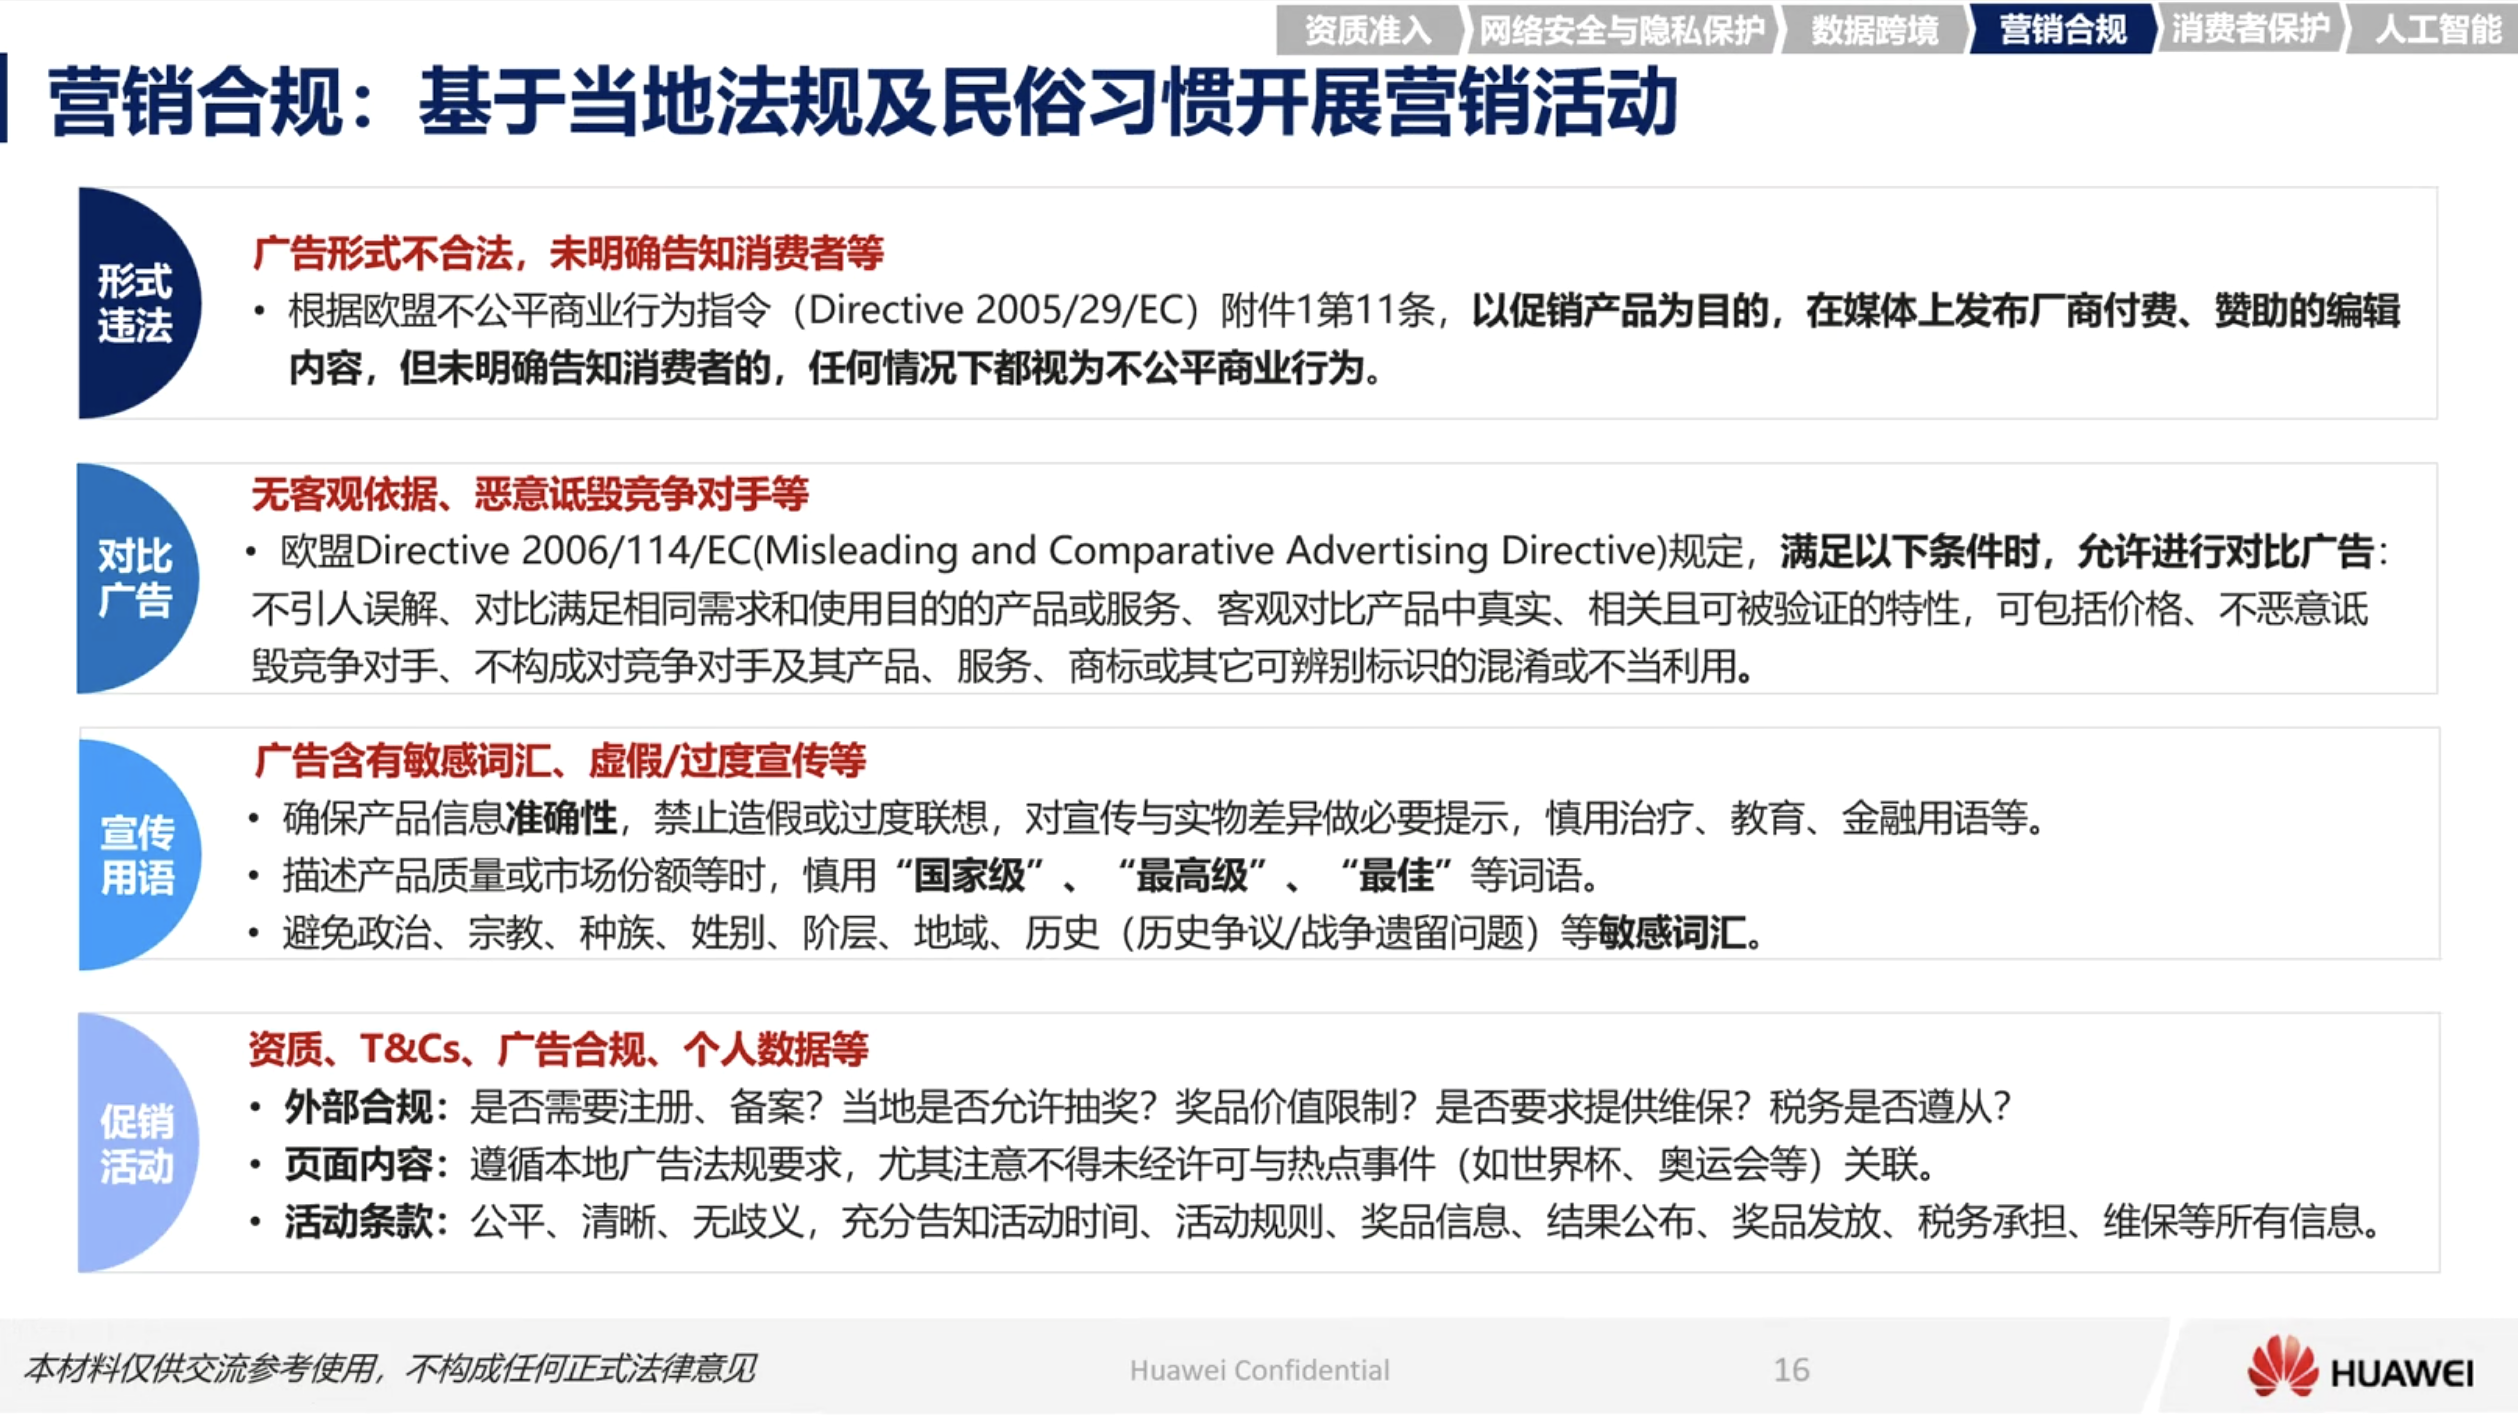 资质准入
网络安全与隐私保护
数据跨境
营销合规
消费者保护
人工智能
营销合规：基于当地法规及民俗习惯开展营销活动
形式
违法
广告形式不合法，未明确告知消费者等
• 根据欧盟不公平商业行为指令（Directive 2005/29/EC）附件1第11条，以促销产品为目的，在媒体上发布厂商付费、赞助的编辑
内容，但未明确告知消费者的，任何情况下都视为不公平商业行为。
对比
广告
无客观依据、恶意诋毁竞争对手等
• 欧盟Directive 2006/114/EC(Misleading and Comparative Advertising Directive)规定，满足以下条件时，允许进行对比广告：
不引人误解、对比满足相同需求和使用目的的产品或服务、客观对比产品中真实、相关且可被验证的特性，可包括价格、不恶意诋
毁竞争对手、不构成对竞争对手及其产品、服务、商标或其它可辨别标识的混淆或不当利用。
宣传
用语
广告含有敏感词汇、虚假/过度宣传等
• 确保产品信息准确性，禁止造假或过度联想，对宣传与实物差异做必要提示，慎用治疗、教育、金融用语等。
• 描述产品质量或市场份额等时，慎用“国家级”、“最高级”、“最佳”等词语。
• 避免政治、宗教、种族、姓别、阶层、地域、历史（历史争议/战争遗留问题）等敏感词汇。
促销
活动
资质、T&Cs、广告合规、个人数据等
• 外部合规：是否需要注册、备案？当地是否允许抽奖？奖品价值限制？是否要求提供维保？税务是否遵从？
• 页面内容：遵循本地广告法规要求，尤其注意不得未经许可与热点事件（如世界杯、奥运会等）关联。
• 活动条款：公平、清晰、无歧义，充分告知活动时间、活动规则、奖品信息、结果公布、奖品发放、税务承担、维保等所有信息。
本材料仅供交流参考使用，不构成任何正式法律意见
Huawei Confidential
16
HUAWEI